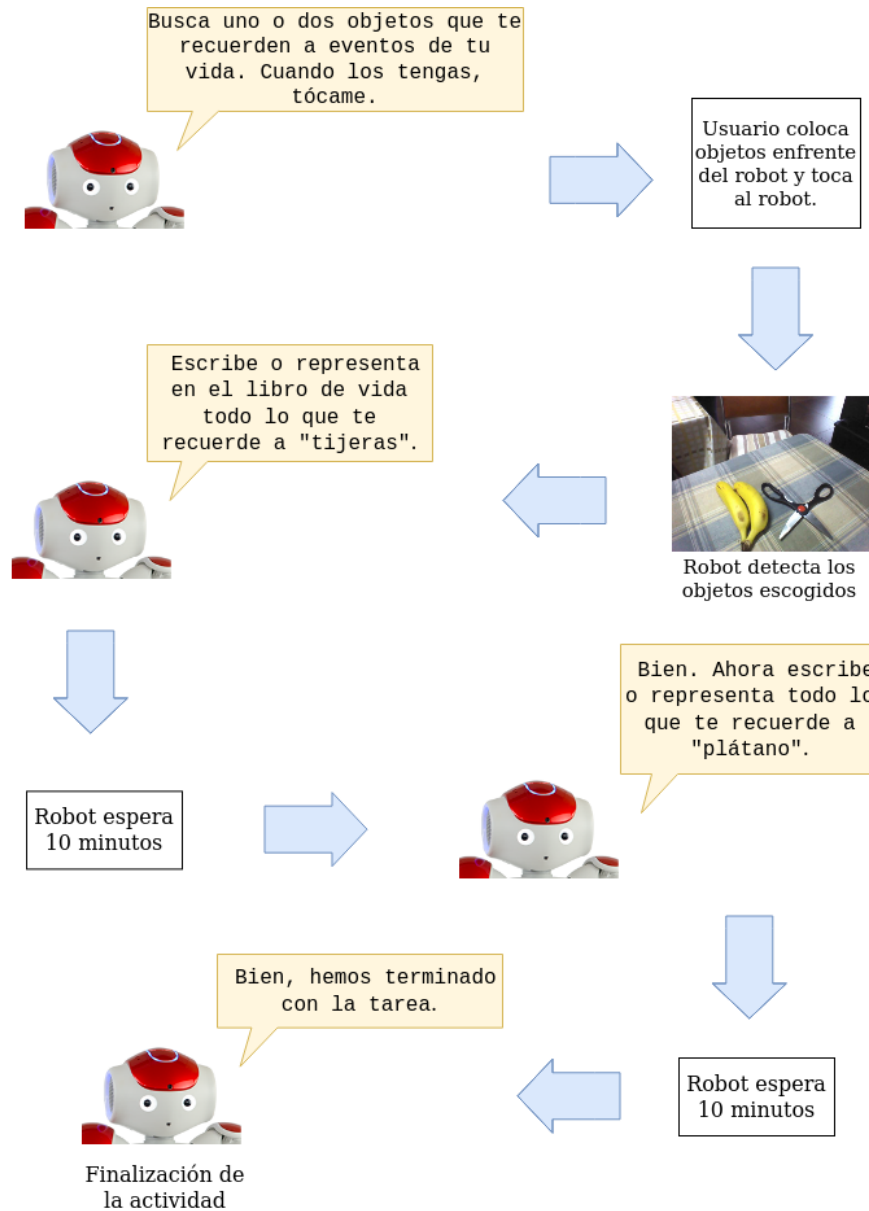 Busca uno o dos objetos que te
recuerden a eventos de tu
vida. Cuando los tengas,
tócame.
Usuario coloca
objetos enfrente
del robot y toca
al robot.
Robot detecta los
objetos escogidos
Escribe o representa
en el libro de vida
todo lo que te
recuerde a "tijeras".
Robot espera
10 minutos
Bien. Ahora escribe
o representa todo lo
que te recuerde a
"plátano".
Robot espera
10 minutos
Bien, hemos terminado
con la tarea.
Finalización de
la actividad